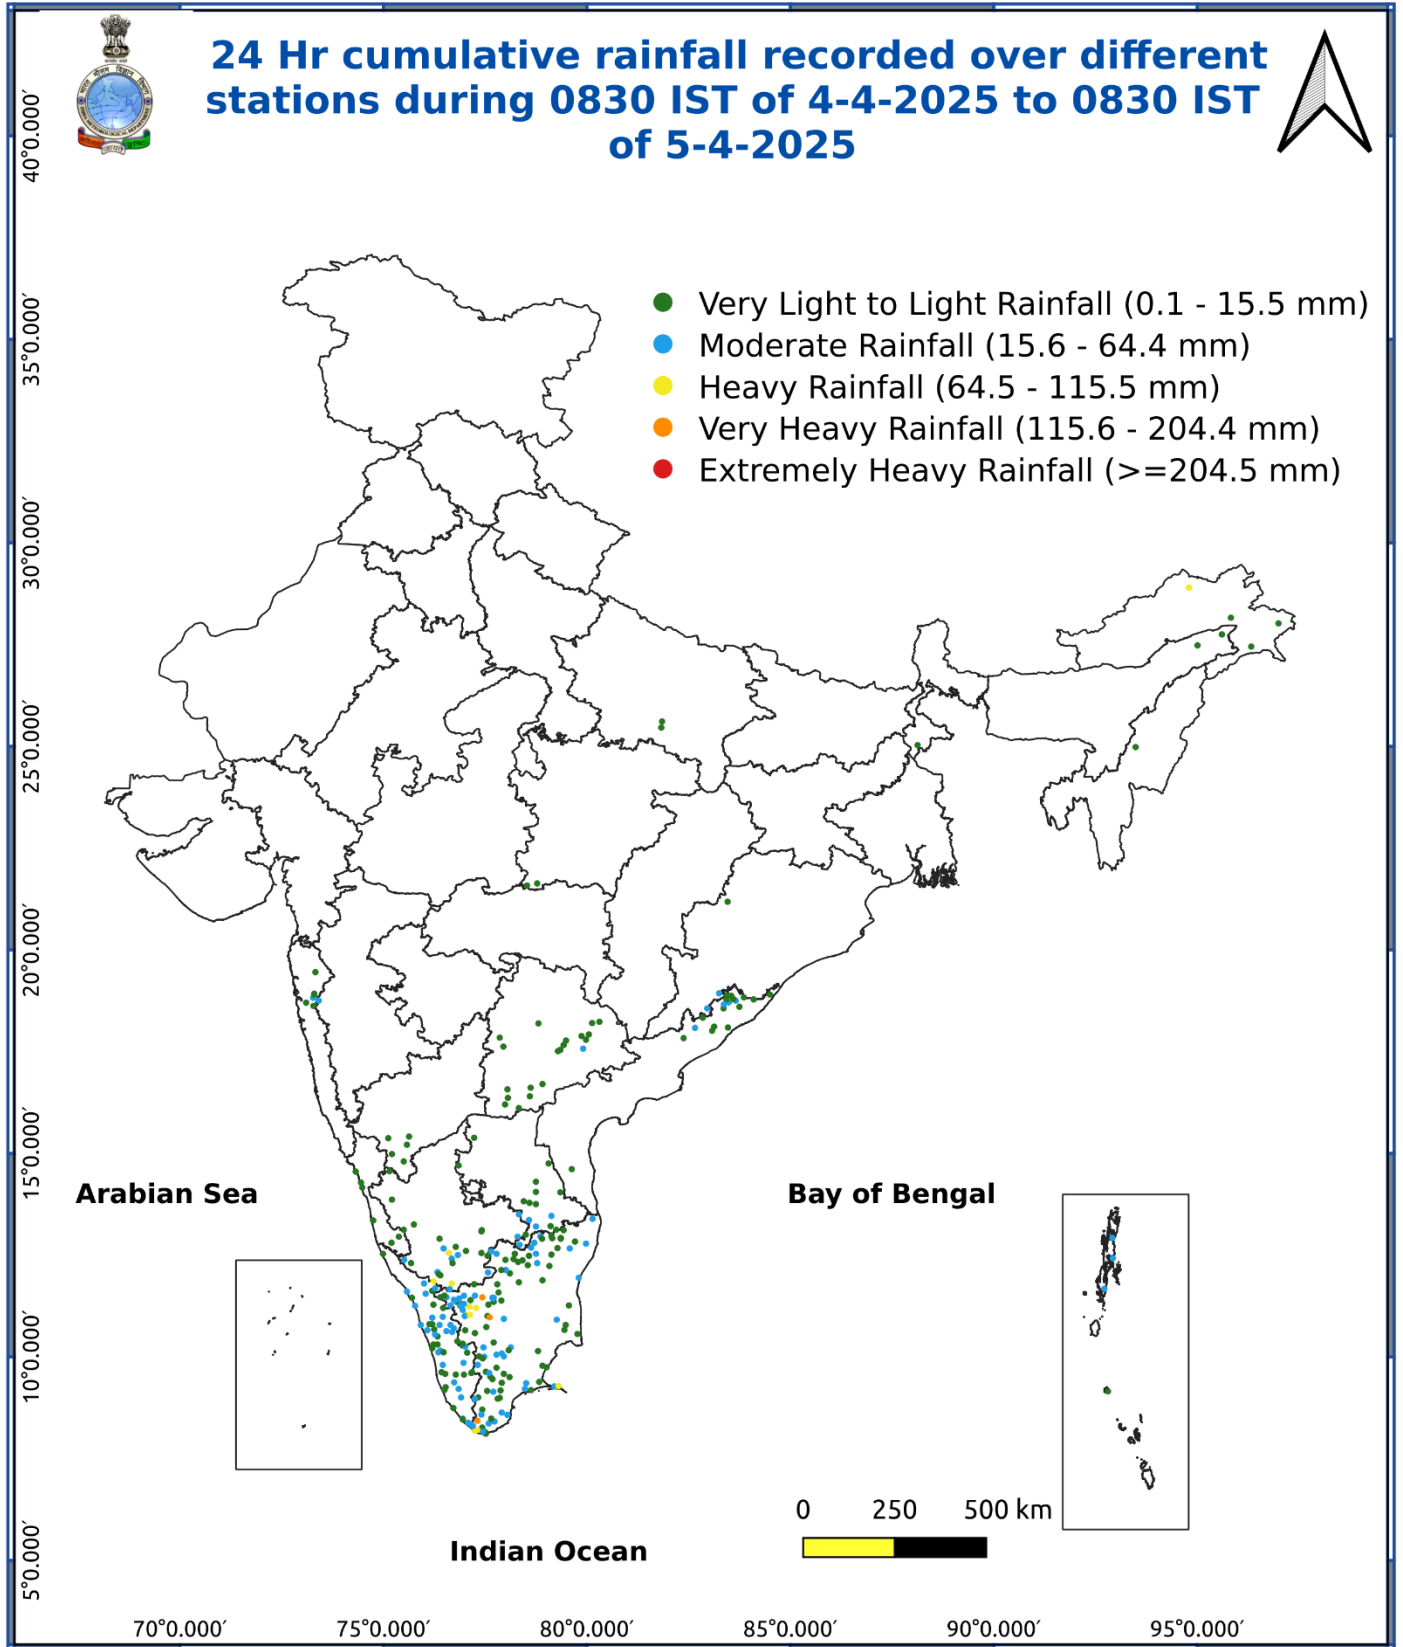 24 Hr cumulative rainfall recorded over different
stations during 0830 IST of 4-4-2025 to 0830 IST
of 5-4-2025
Very Light to Light Rainfall (0.1 - 15.5 mm)
Moderate Rainfall (15.6 - 64.4 mm)
Heavy Rainfall (64.5 - 115.5 mm)
Very Heavy Rainfall (115.6 - 204.4 mm)
Extremely Heavy Rainfall (>=204.5 mm)
40°0.000′
35°0.000′
30°0.000′
25°0.000′
20°0.000′
15°0.000′
10°0.000′
5°0.000′
Arabian Sea
Bay of Bengal
Indian Ocean
0 250 500 km
70°0.000′ 75°0.000′ 80°0.000′ 85°0.000′ 90°0.000′ 95°0.000′